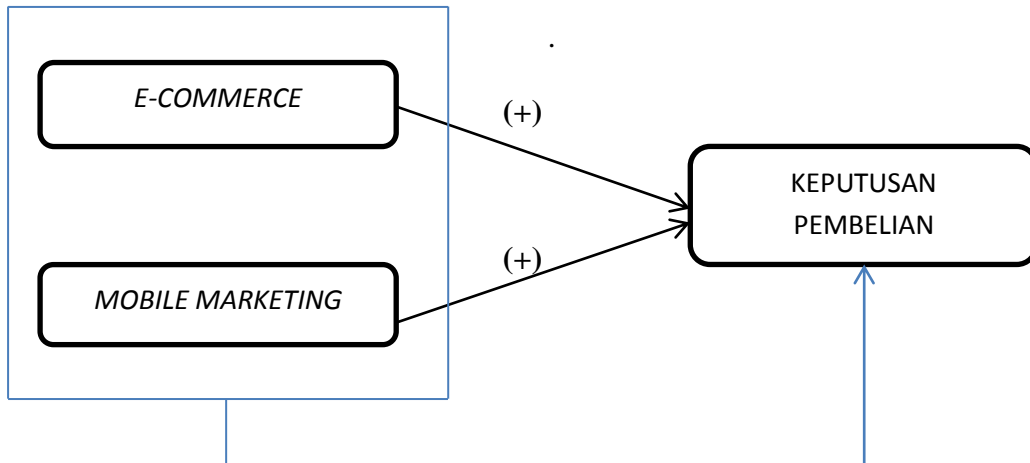 E-COMMERCE
(+)
KEPUTUSAN
PEMBELIAN
(+)
MOBILE MARKETING